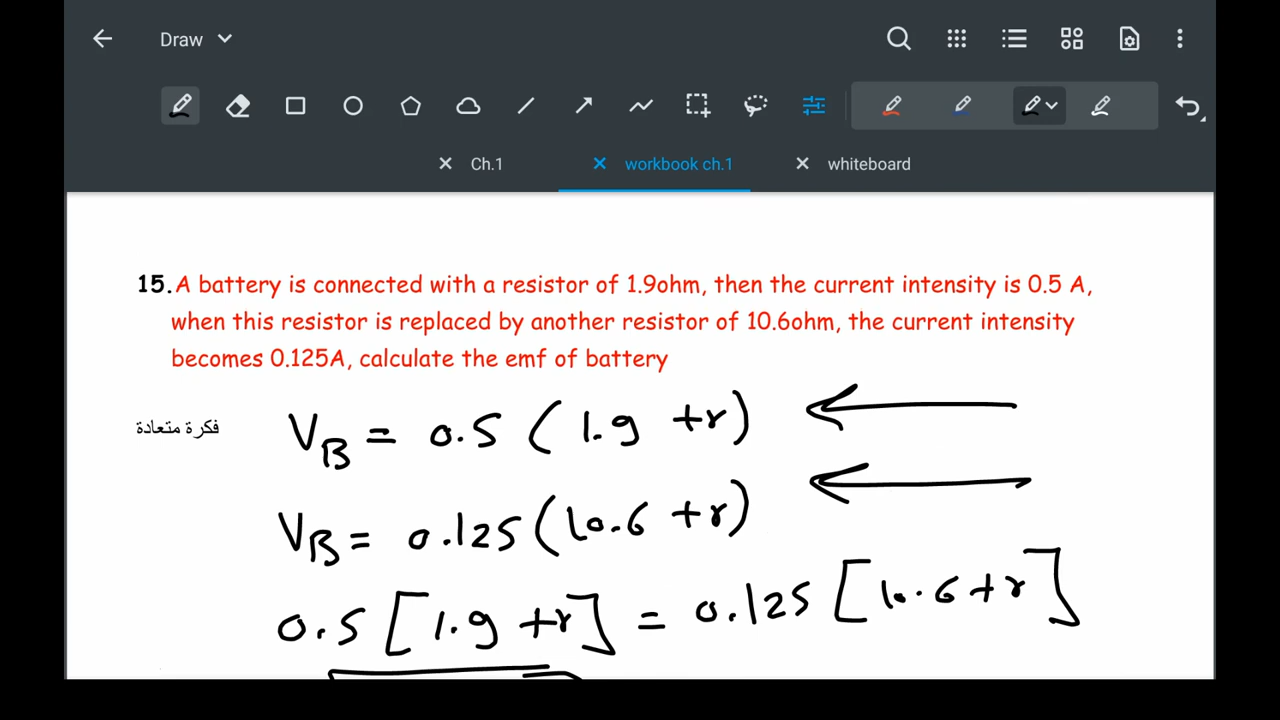 Draw
Ch.1 workbook ch.1 whiteboard
15. A battery is connected with a resistor of 1.9ohm, then the current intensity is 0.5 A,
when this resistor is replaced by another resistor of 10.6ohm, the current intensity
becomes 0.125A, calculate the emf of battery
فكرة متعادة
VB = 0.5 (1.9 +r)
VB = 0.125(10.6 +r)
0.5 [1.9 +r] = 0.125 [10.6+r]